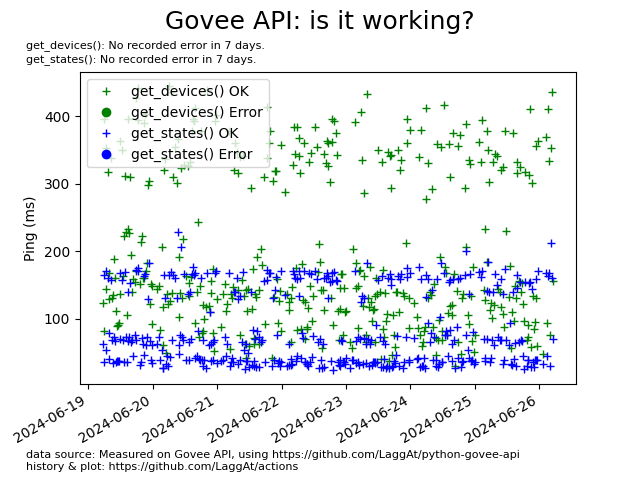 Govee API: is it working?
get_devices(): No recorded error in 7 days.
get_states(): No recorded error in 7 days.
get_devices() OK
get_devices() Error
get_states() OK
get_states() Error
Ping (ms)
400
300
200
100
2024-06-19
2024-06-20
2024-06-21
2024-06-22
2024-06-23
2024-06-24
2024-06-25
2024-06-26
data source: Measured on Govee API, using https://github.com/LaggAt/python-govee-api
history & plot: https://github.com/LaggAt/actions